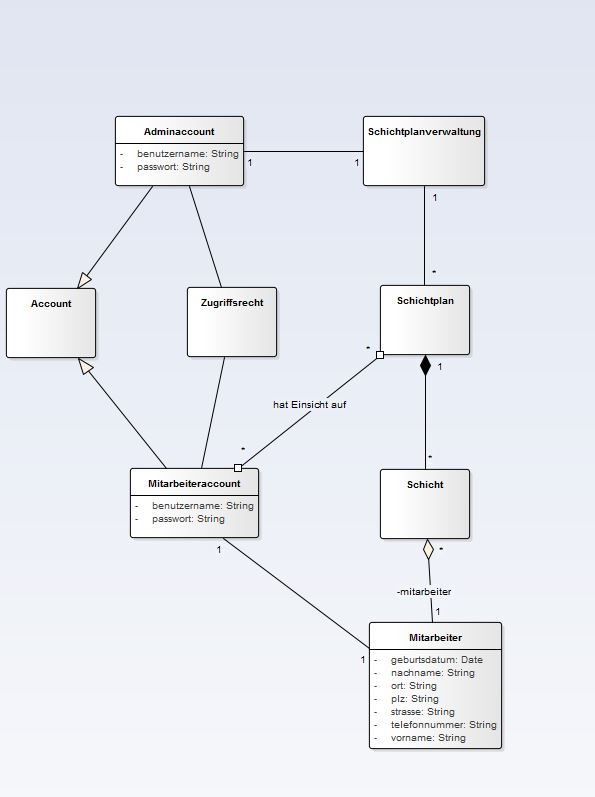 Adminaccount
- benutzername: String
- passwort: String
1
1
Schichtplanverwaltung
1
*
Account
Zugriffsrecht
Schichtplan
*
1
hat Einsicht auf
*
*
Mitarbeiteraccount
- benutzername: String
- passwort: String
1
Schicht
*
-mitarbeiter
1
1
Mitarbeiter
- geburtsdatum: Date
- nachname: String
- ort: String
- plz: String
- strasse: String
- telefonnummer: String
- vorname: String